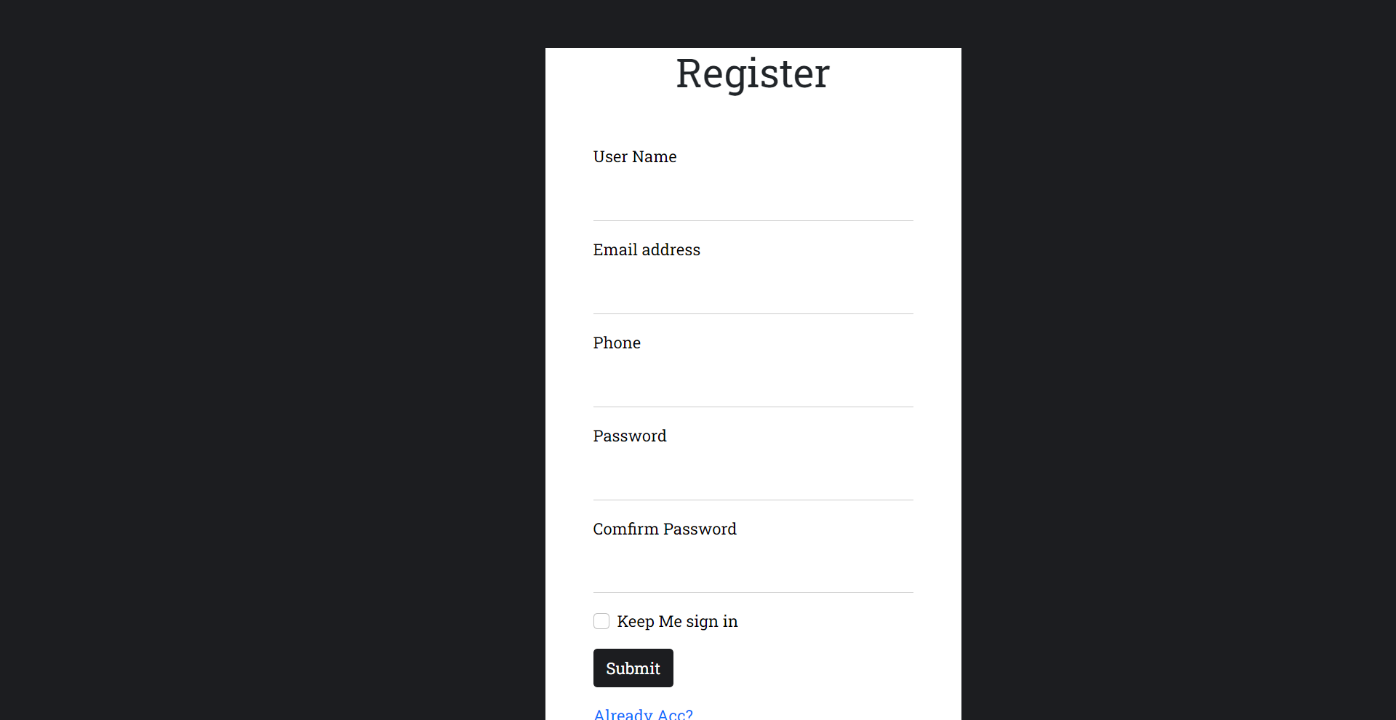 Register
User Name
Email address
Phone
Password
Comfirm Password
Keep Me sign in
Submit
Already Acc?